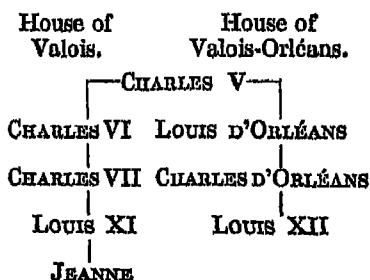 House of House of
Valois. Valois-Orléans.
CHARLES V
CHARLES VI LOUIS D'ORLÉANS
CHARLES VII CHARLES D'ORLÉANS
LOUIS XI LOUIS XII
JEANNE